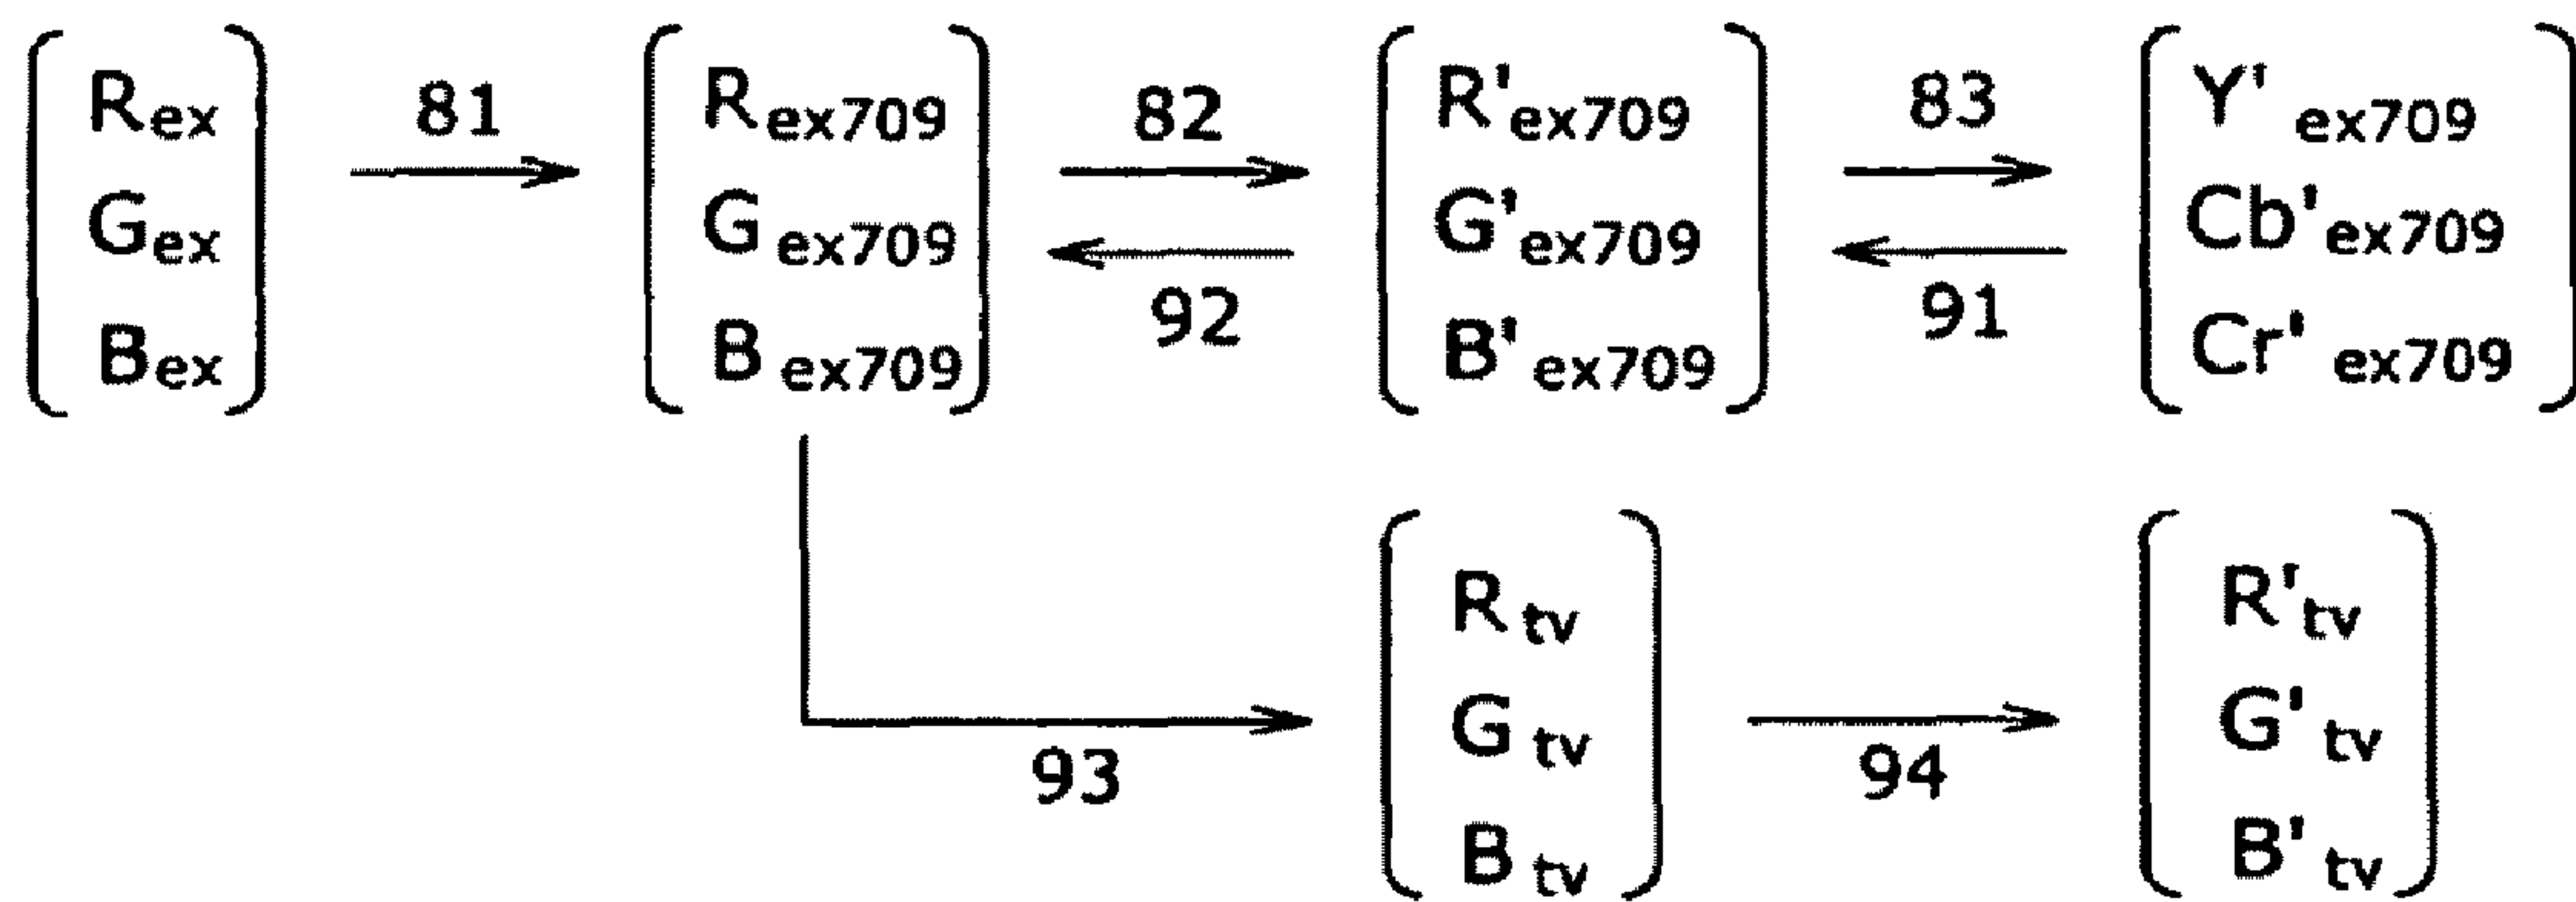 R_ex 81 R_ex709 82 R'_ex709 83 Y'_ex709
G_ex G_ex709 G'_ex709 Cb'_ex709
B_ex B_ex709 92 B'_ex709 91 Cr'_ex709
R_tv R'_tv
G_tv G'_tv
93 94
B_tv B'_tv